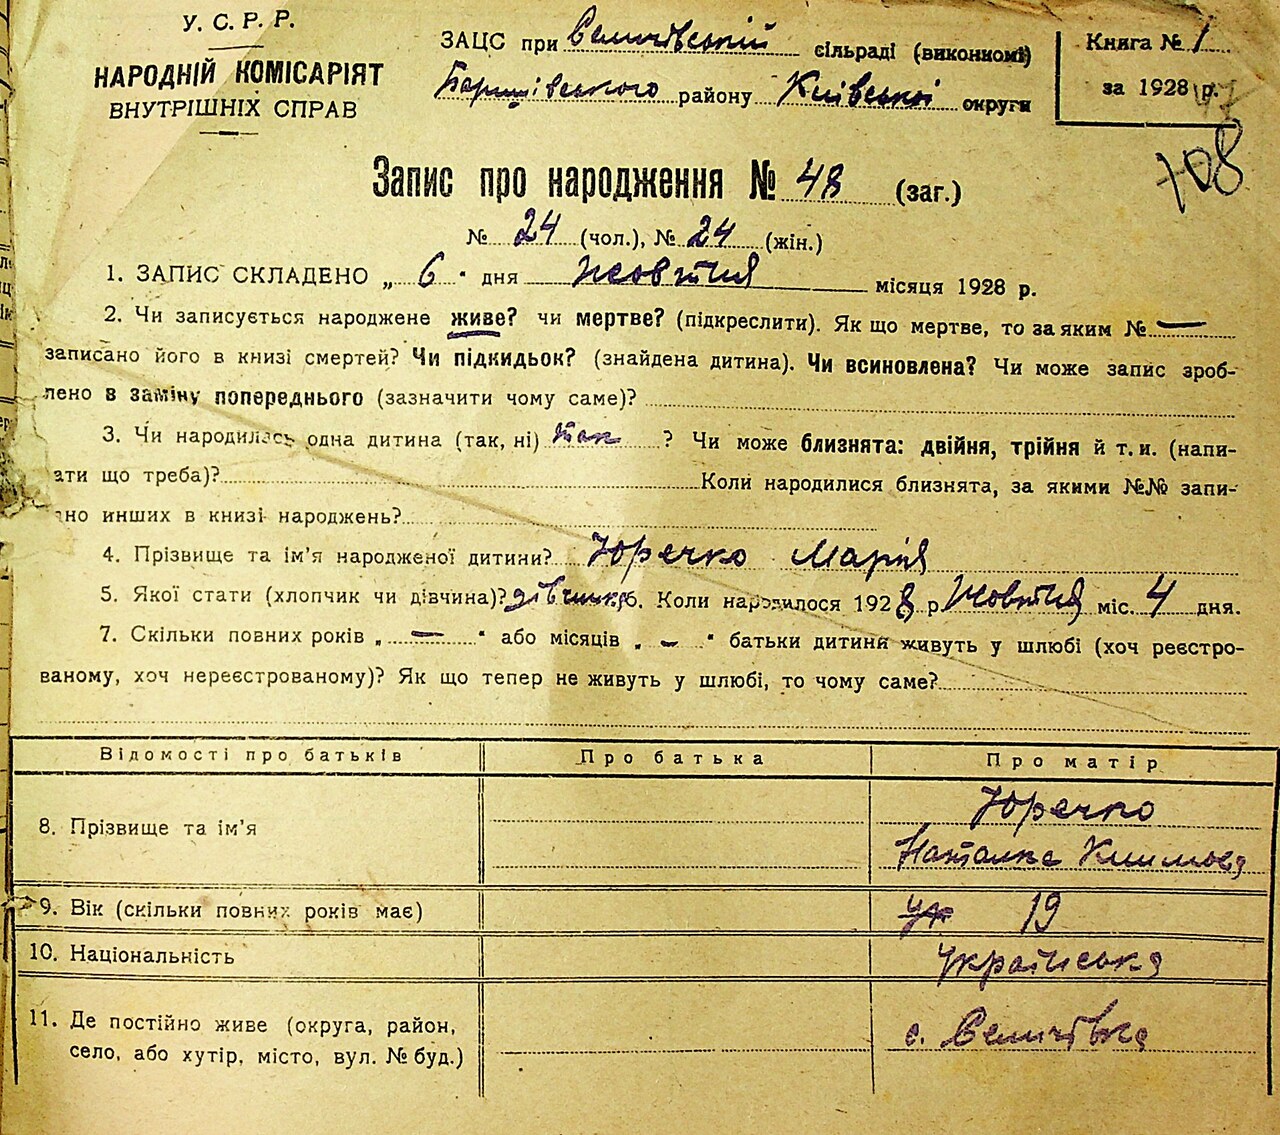 У. С. Р. Р.
НАРОДНІЙ КОМІСАРІЯТ
ВНУТРІШНІХ СПРАВ
ЗАЦС при Величівській сільраді (виконкомі)
Борщівського району Київської округи
Книга № 1
за 1928 р.
47
708
Запис про народження № 48 (заг.)
№ 24 (чол.), № 24 (жін.)
1. ЗАПИС СКЛАДЕНО „ 6 " дня Жовтня місяця 1928 р.
2. Чи записується народжене живе? чи мертве? (підкреслити). Як що мертве, то за яким № —
записано його в книзі смертей? Чи підкидьок? (знайдена дитина). Чи всиновлена? Чи може запис зроб-
лено в заміну попереднього (зазначити чому саме)?
3. Чи народилась одна дитина (так, ні) так ? Чи може близнята: двійня, трійня й т. и. (напи-
ати що треба)? Коли народилися близнята, за якими №№ запи-
но инших в книзі народжень?
4. Прізвище та ім'я народженої дитини? Юречко Марія
5. Якої стати (хлопчик чи дівчина)? дівчинка 6. Коли народилося 1928 р. Жовтня міс. 4 дня.
7. Скільки повних років „ — " або місяців „ — " батьки дитини живуть у шлюбі (хоч реєстро-
ваному, хоч нереєстрованому)? Як що тепер не живуть у шлюбі, то чому саме?
Відомості про батьків Про батька Про матір
8. Прізвище та ім'я Юречко
Наталка Климова
9. Вік (скільки повних років має) 19
10. Національність українська
11. Де постійно живе (округа, район,
село, або хутір, місто, вул. № буд.) с. Величівка